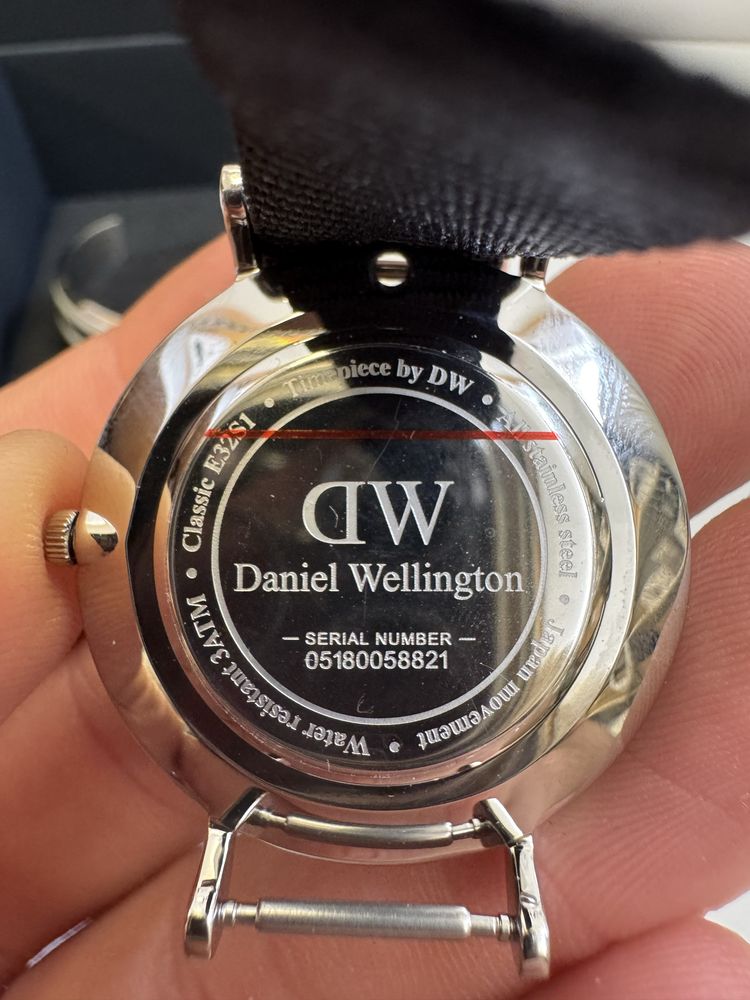 Timepiece by DW • All stainless steel • Japan movement • Water resistant 3ATM • Classic E32S1 •
DW
Daniel Wellington
— SERIAL NUMBER —
05180058821